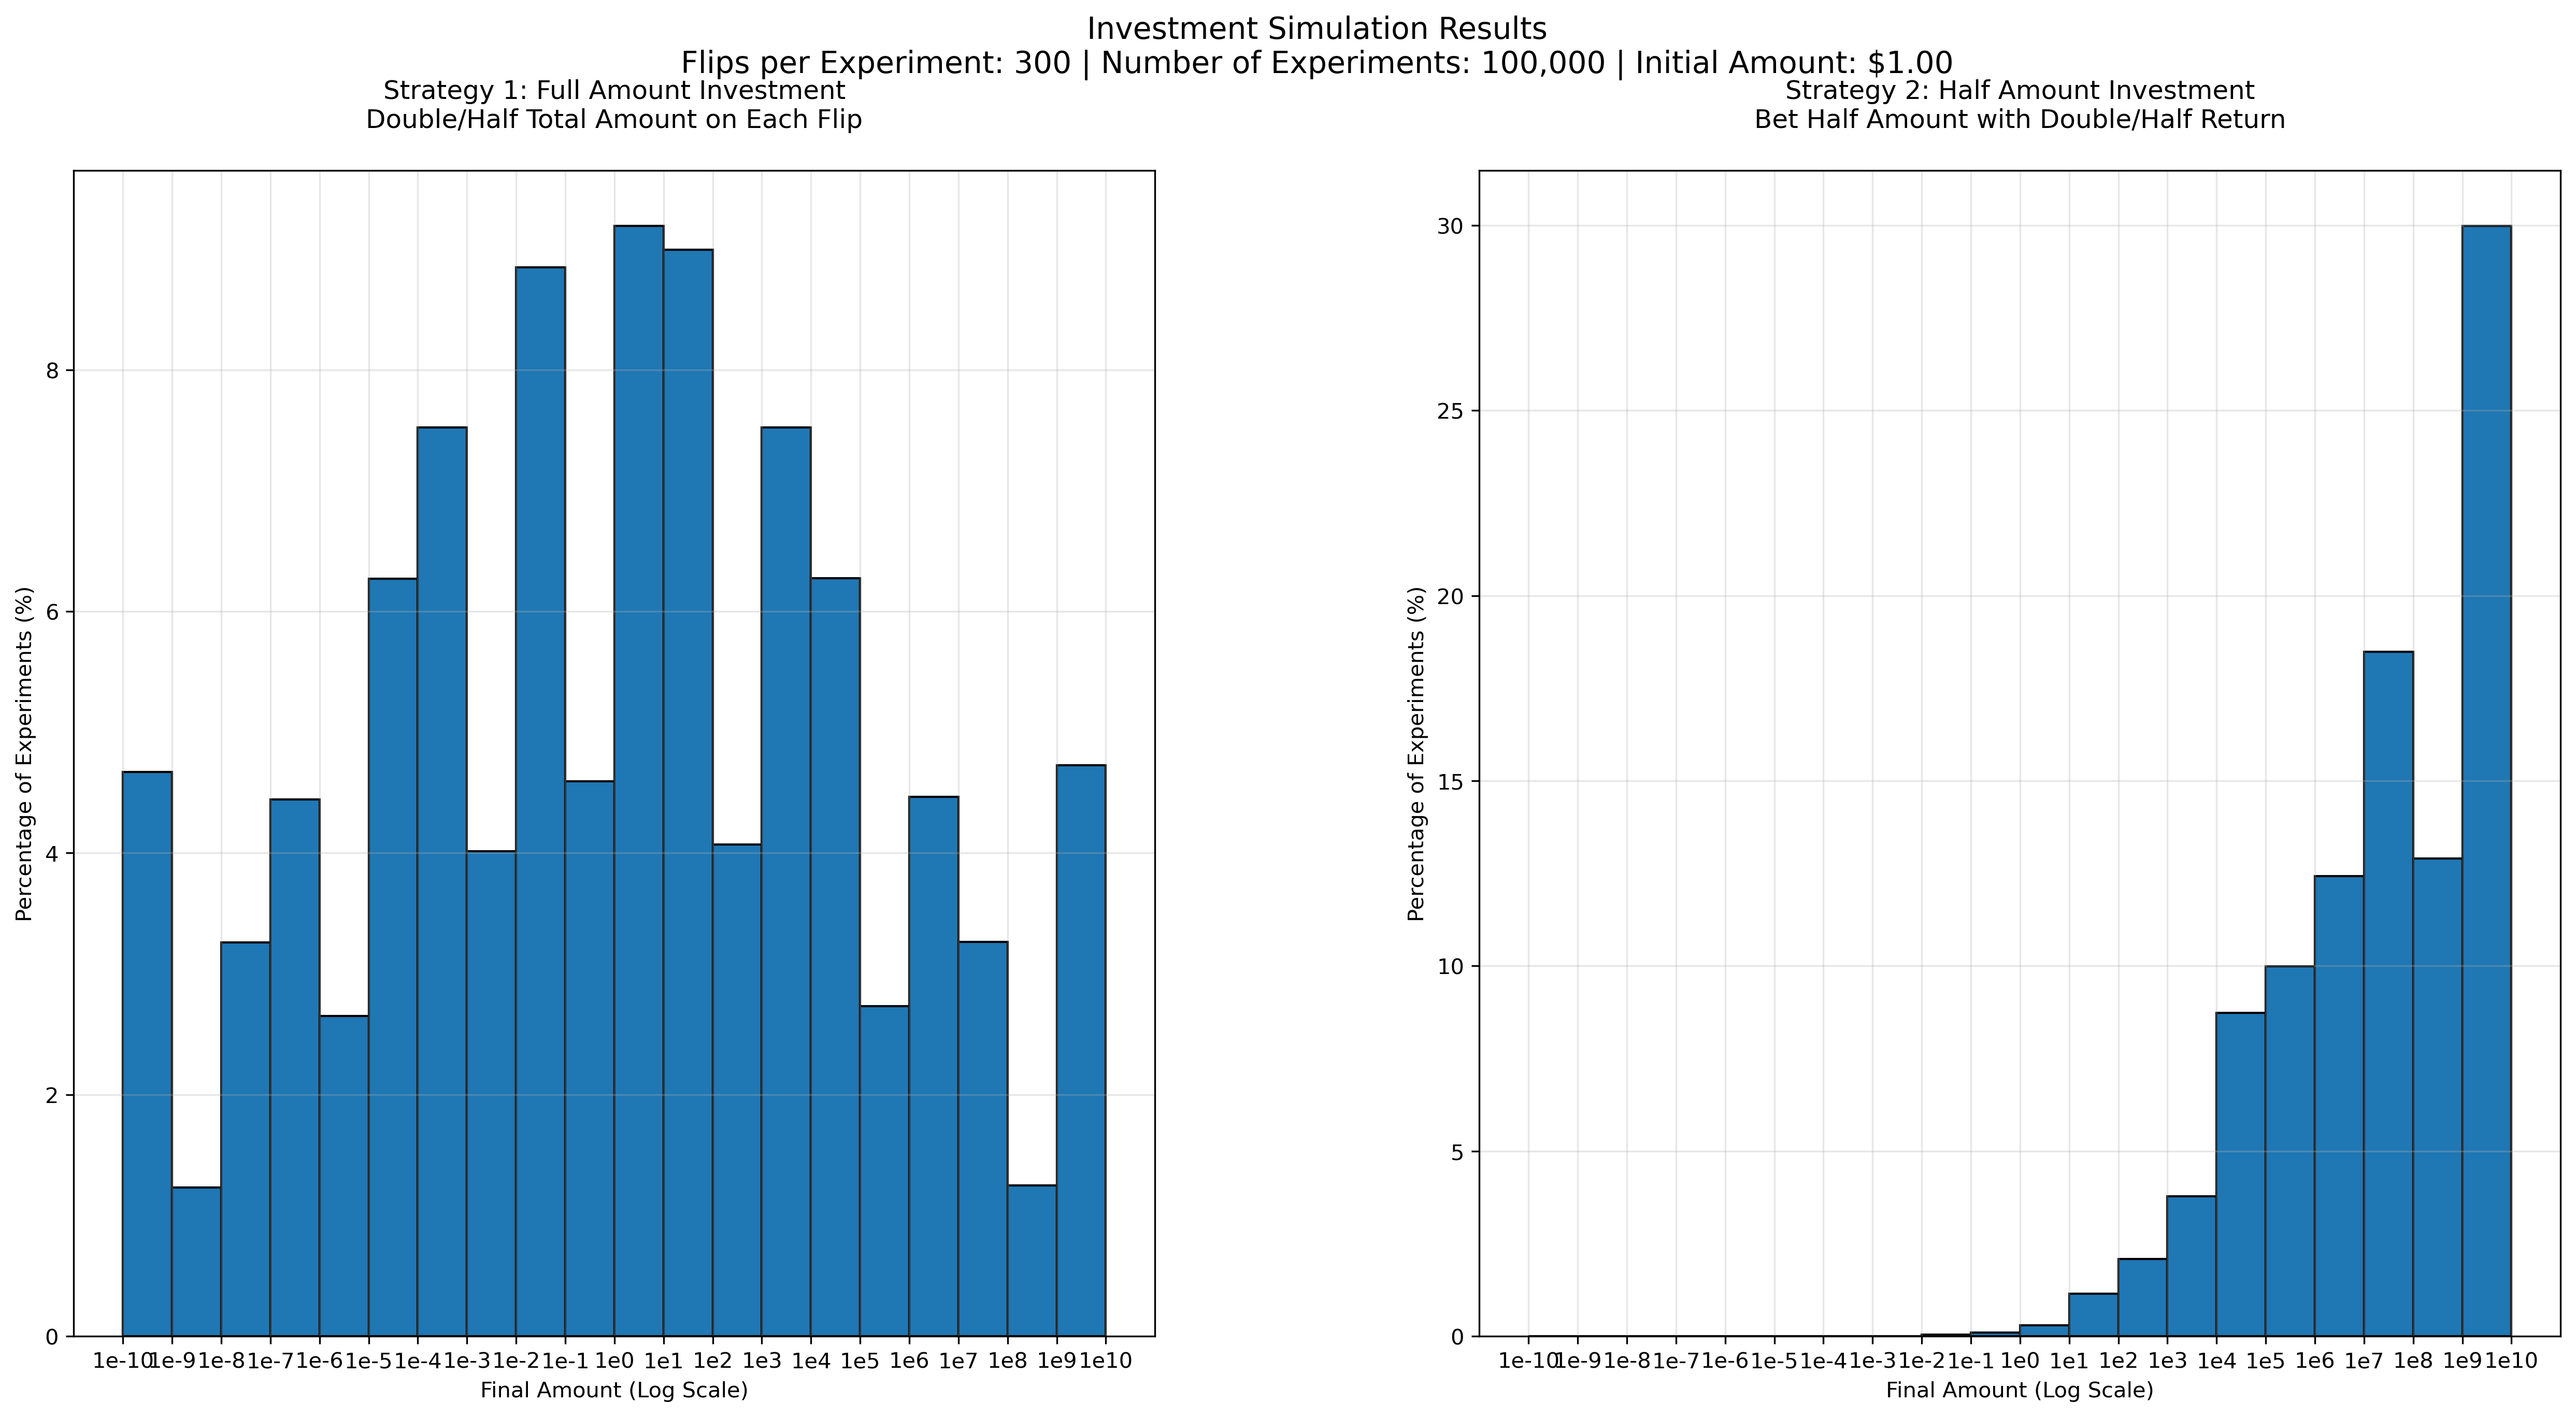 Investment Simulation Results
Flips per Experiment: 300 | Number of Experiments: 100,000 | Initial Amount: $1.00
Strategy 1: Full Amount Investment
Double/Half Total Amount on Each Flip
Percentage of Experiments (%)
8
6
4
2
0
1e-10 1e-9 1e-8 1e-7 1e-6 1e-5 1e-4 1e-3 1e-2 1e-1 1e0 1e1 1e2 1e3 1e4 1e5 1e6 1e7 1e8 1e9 1e10
Final Amount (Log Scale)
Strategy 2: Half Amount Investment
Bet Half Amount with Double/Half Return
Percentage of Experiments (%)
30
25
20
15
10
5
0
1e-10 1e-9 1e-8 1e-7 1e-6 1e-5 1e-4 1e-3 1e-2 1e-1 1e0 1e1 1e2 1e3 1e4 1e5 1e6 1e7 1e8 1e9 1e10
Final Amount (Log Scale)